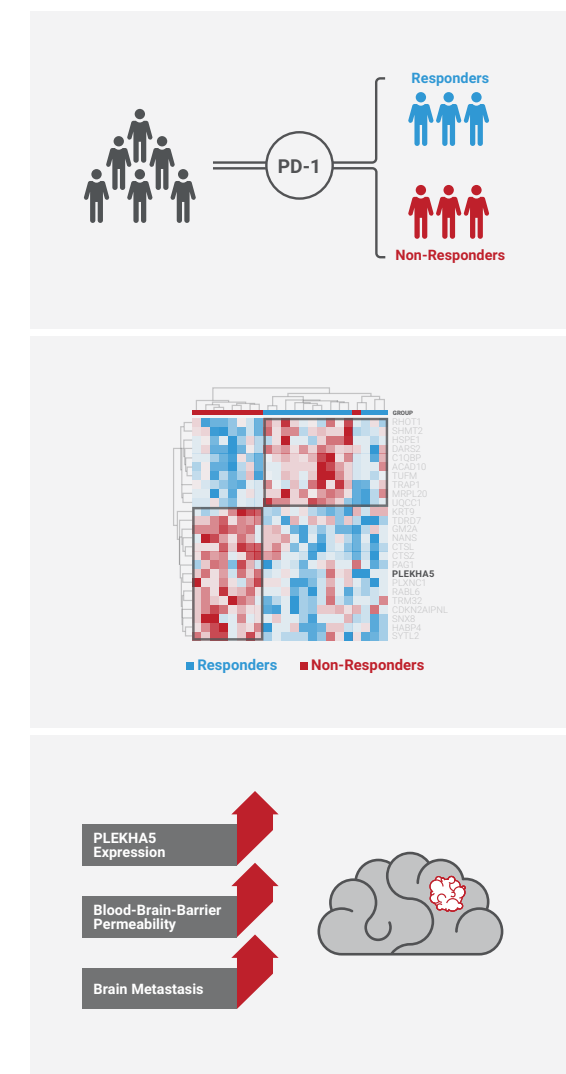 Responders
PD-1
Non-Responders
GROUP
RHOT1
SHMT2
HSPE1
DARS2
C1QBP
ACAD10
TUFM
TRAP1
MRPL20
UQCC1
KRT9
TDRD7
GM2A
NANS
CTSL
CTSZ
PAG1
PLEKHA5
PLXNC1
RABL6
TRM32
CDKN2AIPNL
SNX8
HABP4
SYTL2
Responders Non-Responders
PLEKHA5
Expression
Blood-Brain-Barrier
Permeability
Brain Metastasis